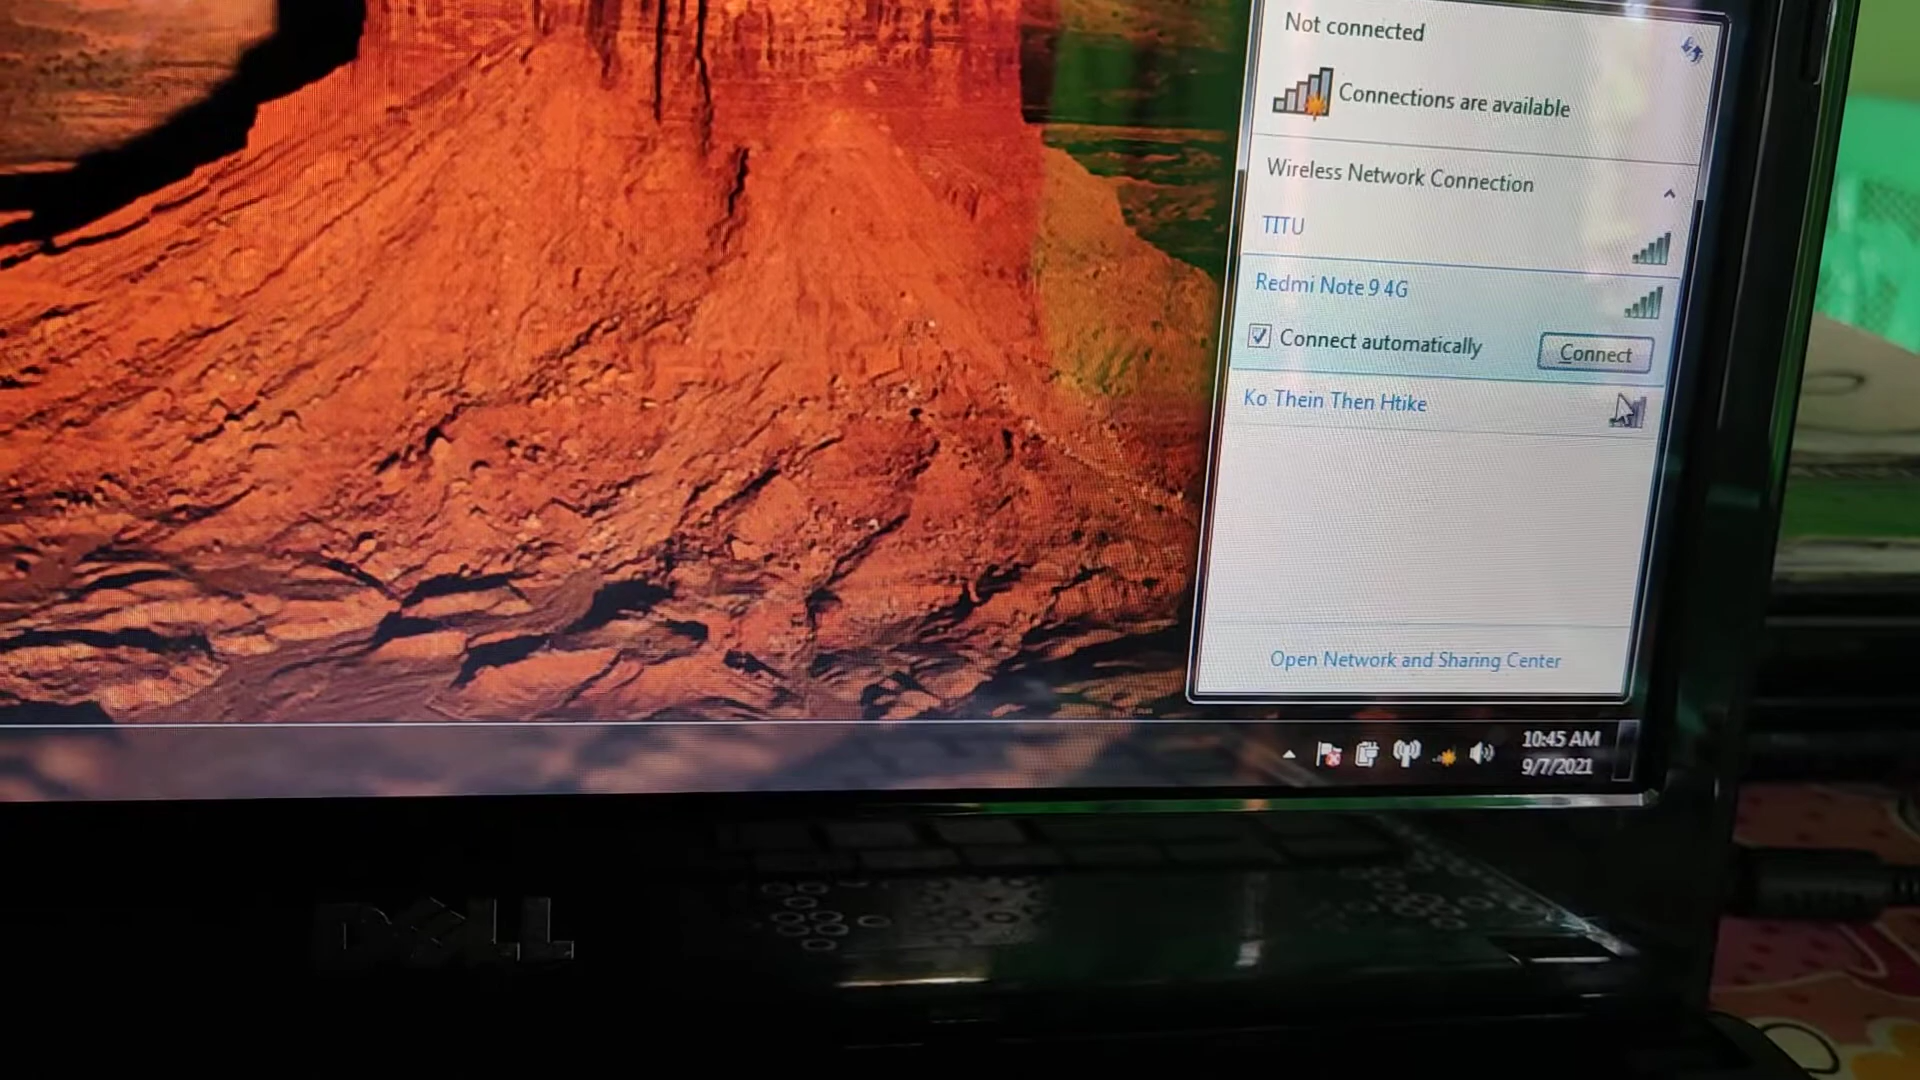 Not connected
Connections are available
Wireless Network Connection
TITU
Redmi Note 9 4G
Connect automatically
Connect
Ko Thein Then Htike
Open Network and Sharing Center
10:45 AM
9/7/2021
DELL